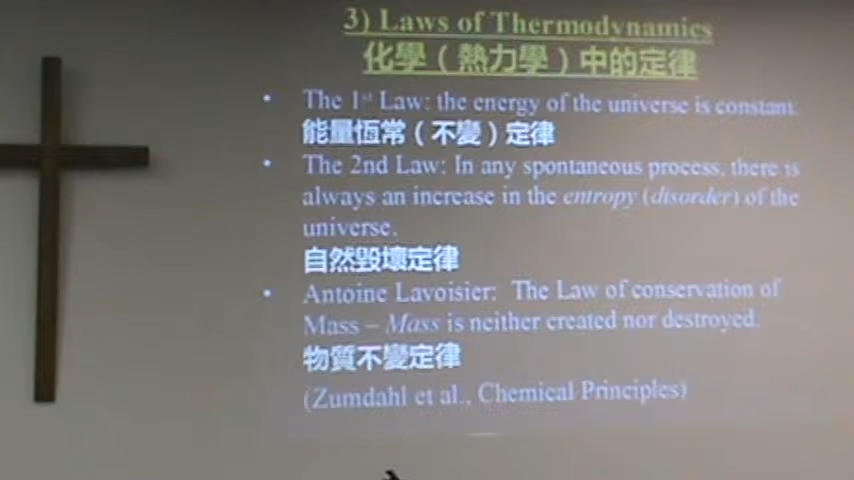 3) Laws of Thermodynamics
化學（熱力學）中的定律
• The 1st Law: the energy of the universe is constant.
能量恆常（不變）定律
• The 2nd Law: In any spontaneous process, there is
always an increase in the entropy (disorder) of the
universe.
自然毀壞定律
• Antoine Lavoisier: The Law of conservation of
Mass – Mass is neither created nor destroyed.
物質不變定律
(Zumdahl et al., Chemical Principles)